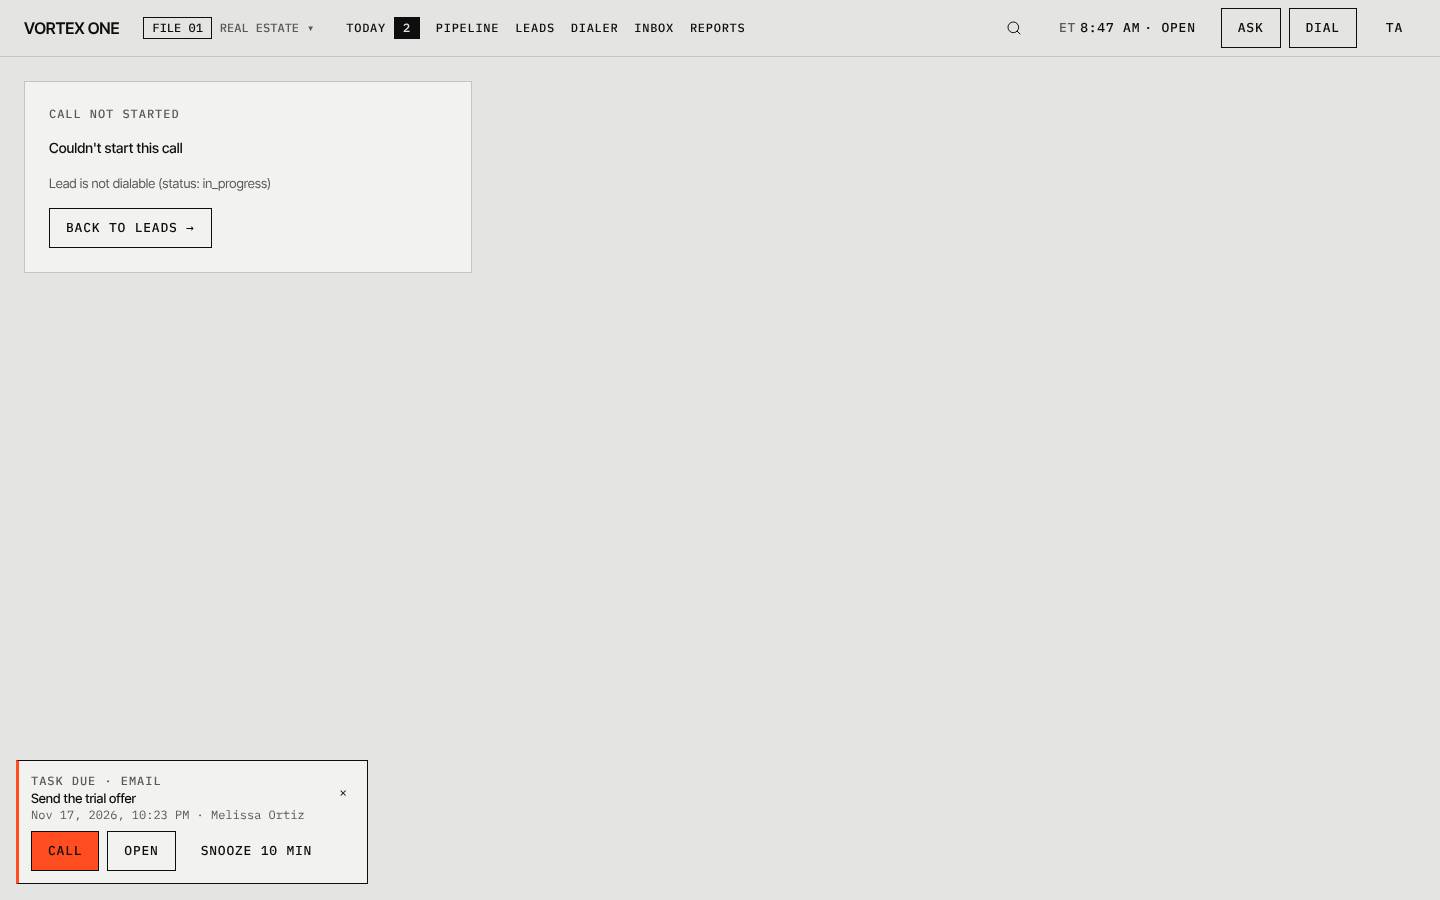 VORTEX ONE FILE 01 REAL ESTATE ▾ TODAY 2 PIPELINE LEADS DIALER INBOX REPORTS ET 8:47 AM · OPEN ASK DIAL TA
CALL NOT STARTED
Couldn't start this call
Lead is not dialable (status: in_progress)
BACK TO LEADS →
TASK DUE · EMAIL ×
Send the trial offer
Nov 17, 2026, 10:23 PM · Melissa Ortiz
CALL OPEN SNOOZE 10 MIN